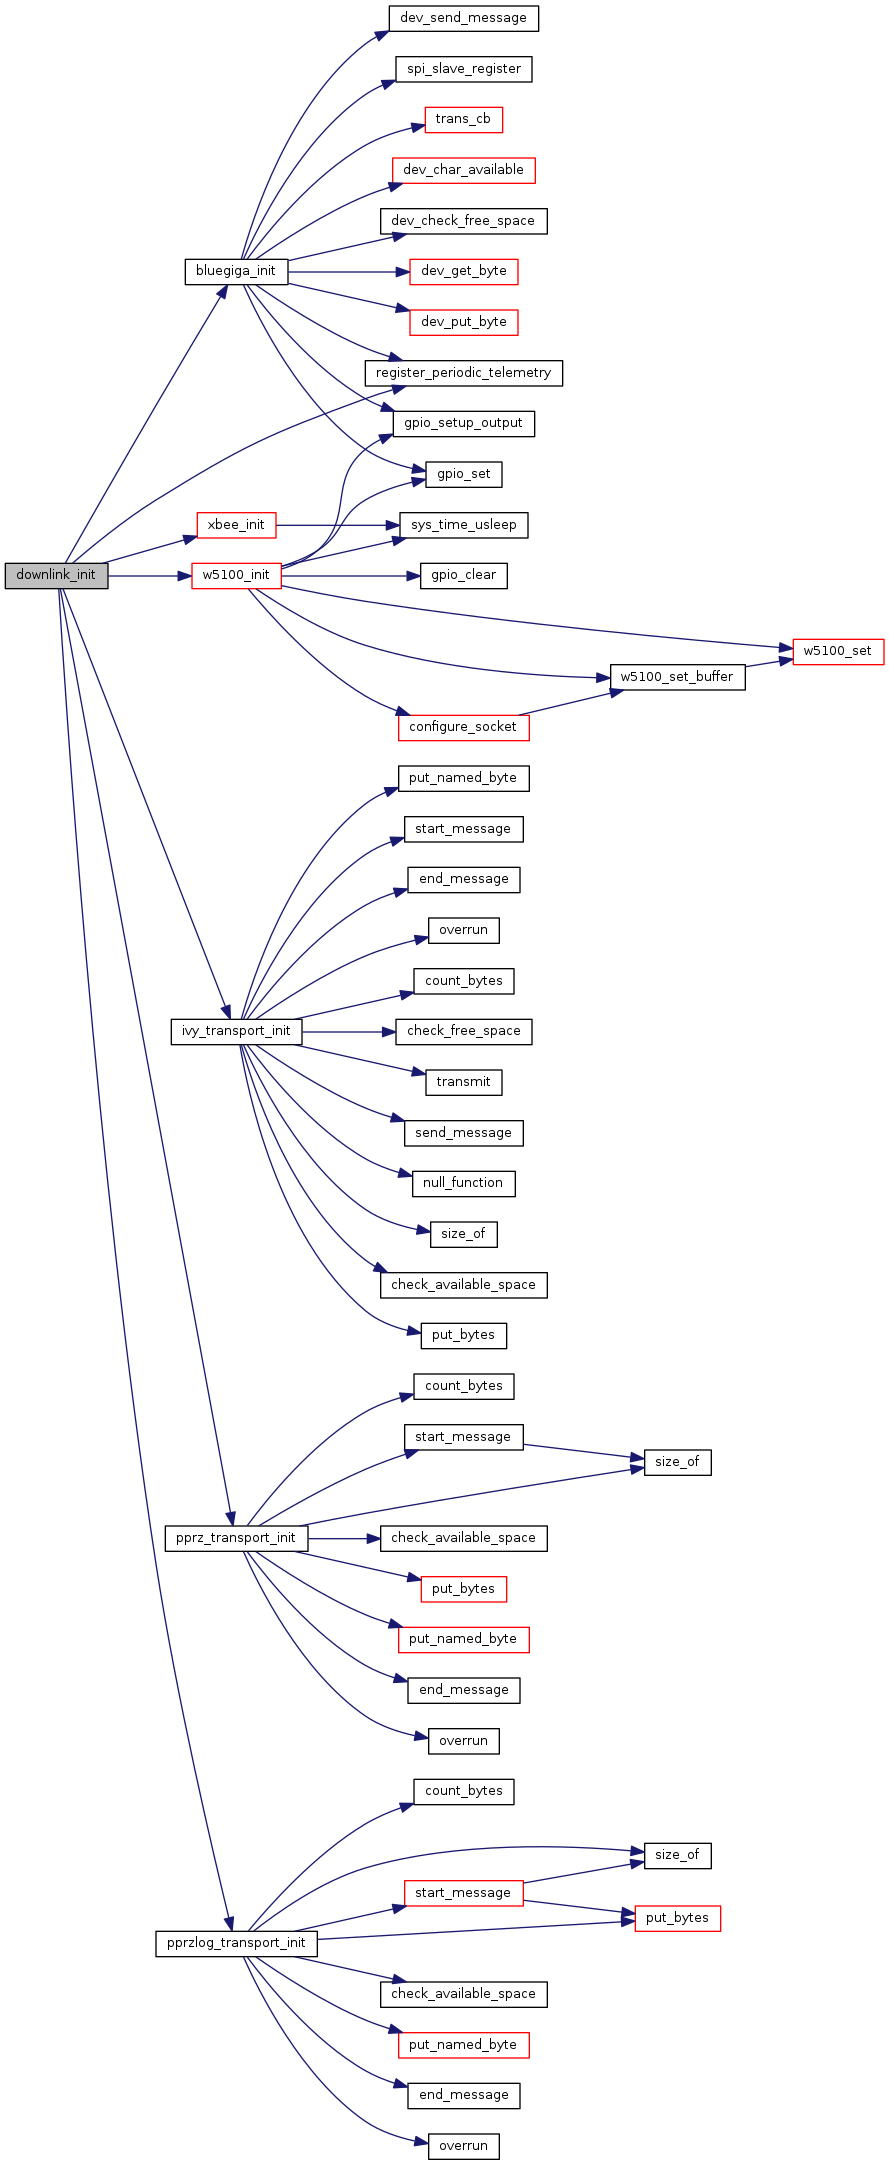 dev_send_message
spi_slave_register
trans_cb
dev_char_available
dev_check_free_space
bluegiga_init
dev_get_byte
dev_put_byte
register_periodic_telemetry
gpio_setup_output
gpio_set
xbee_init
sys_time_usleep
downlink_init
w5100_init
gpio_clear
w5100_set
w5100_set_buffer
configure_socket
put_named_byte
start_message
end_message
overrun
count_bytes
ivy_transport_init
check_free_space
transmit
send_message
null_function
size_of
check_available_space
put_bytes
count_bytes
start_message
size_of
pprz_transport_init
check_available_space
put_bytes
put_named_byte
end_message
overrun
count_bytes
size_of
start_message
put_bytes
pprzlog_transport_init
check_available_space
put_named_byte
end_message
overrun